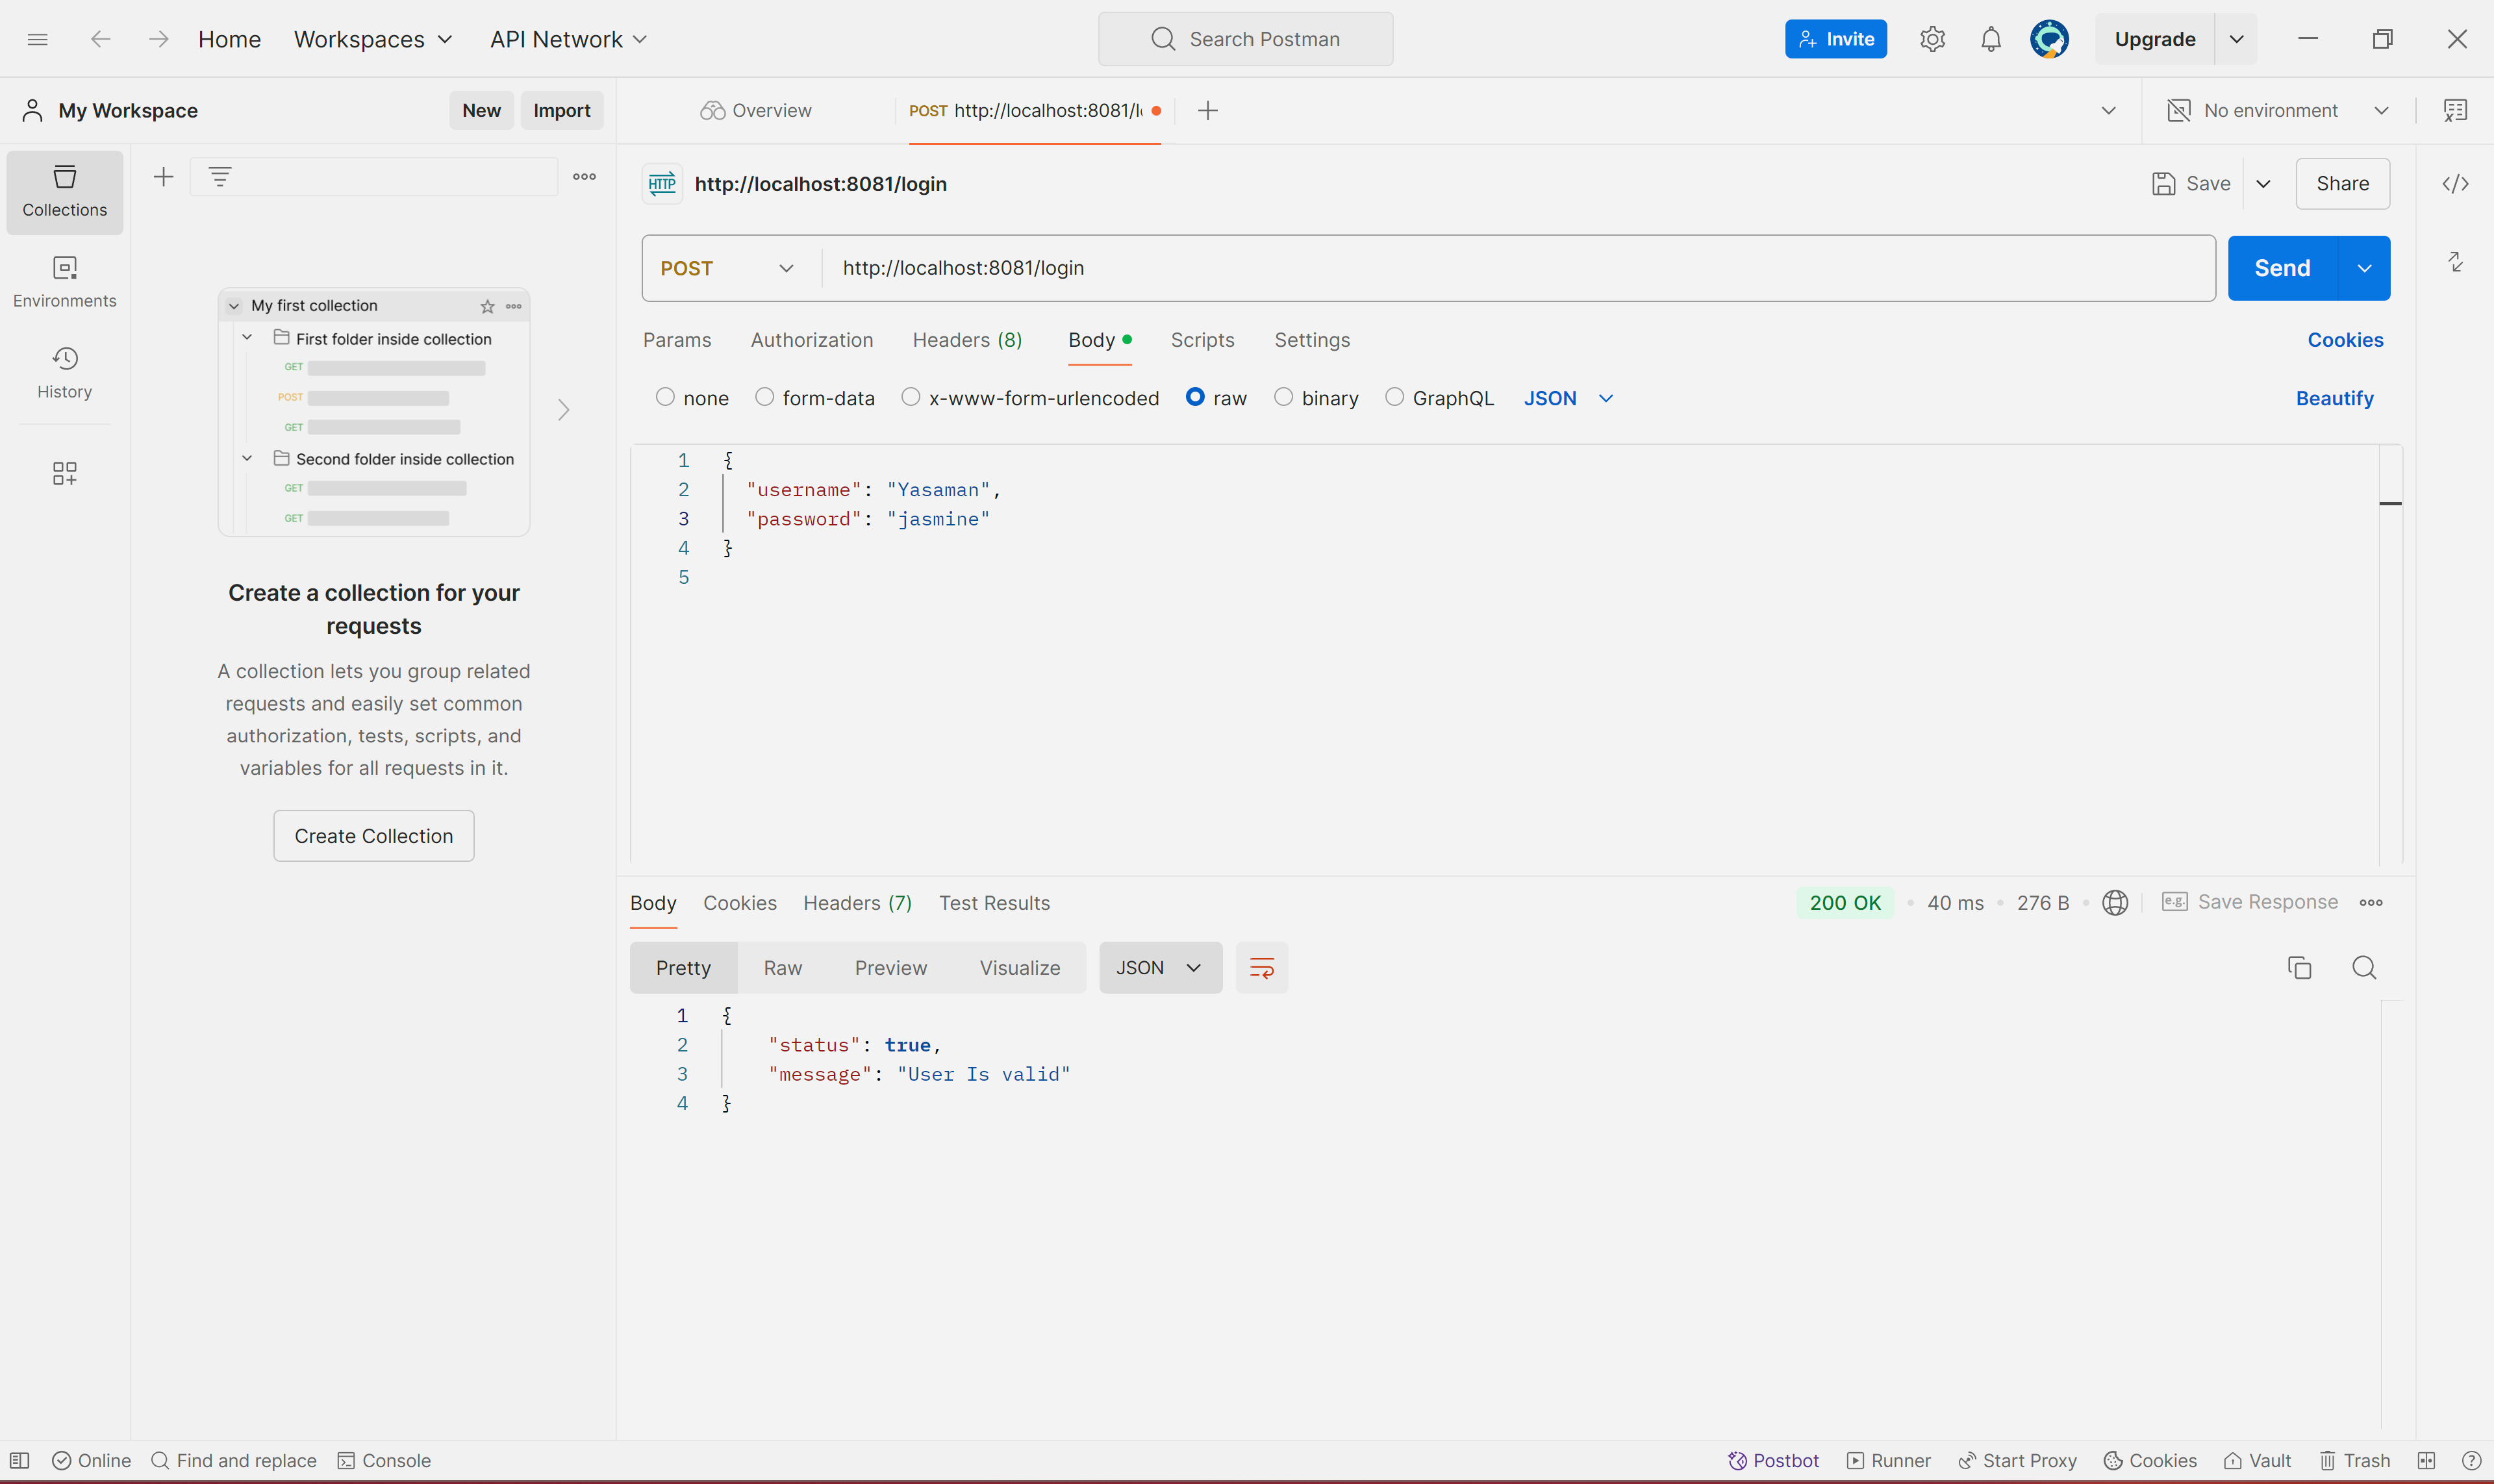 Home Workspaces API Network Search Postman Invite Upgrade
My Workspace New Import Overview POST http://localhost:8081/l No environment
Collections
Environments
History
My first collection
First folder inside collection
GET
POST
GET
Second folder inside collection
GET
GET
Create a collection for your
requests
A collection lets you group related
requests and easily set common
authorization, tests, scripts, and
variables for all requests in it.
Create Collection
HTTP http://localhost:8081/login Save Share
POST http://localhost:8081/login Send
Params Authorization Headers (8) Body Scripts Settings Cookies
none form-data x-www-form-urlencoded raw binary GraphQL JSON Beautify
1 {
2 "username": "Yasaman",
3 "password": "jasmine"
4 }
5
Body Cookies Headers (7) Test Results 200 OK • 40 ms • 276 B • e.g. Save Response
Pretty Raw Preview Visualize JSON
1 {
2 "status": true,
3 "message": "User Is valid"
4 }
Online Find and replace Console Postbot Runner Start Proxy Cookies Vault Trash